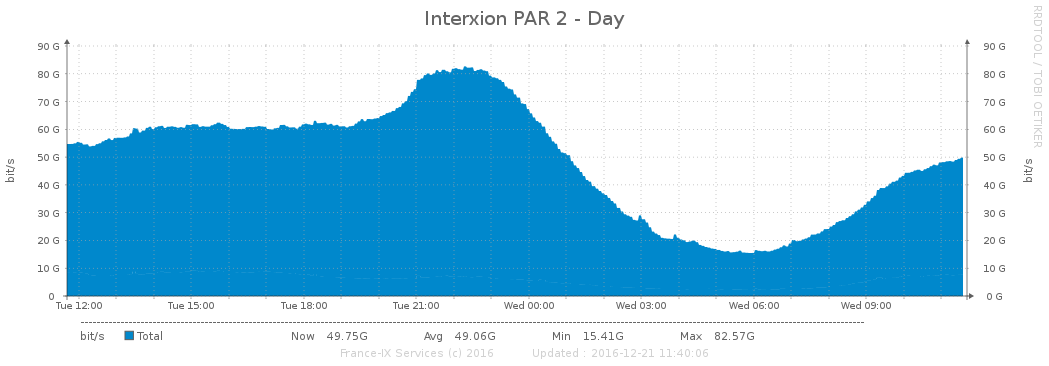 Interxion PAR 2 - Day
RRDTOOL / TOBI OETIKER
90 G 90 G
80 G 80 G
70 G 70 G
60 G 60 G
50 G 50 G
40 G 40 G
30 G 30 G
20 G 20 G
10 G 10 G
0 0 G
bit/s
bit/s
Tue 12:00 Tue 15:00 Tue 18:00 Tue 21:00 Wed 00:00 Wed 03:00 Wed 06:00 Wed 09:00
bit/s Total Now 49.75G Avg 49.06G Min 15.41G Max 82.57G
France-IX Services (c) 2016 Updated : 2016-12-21 11:40:06